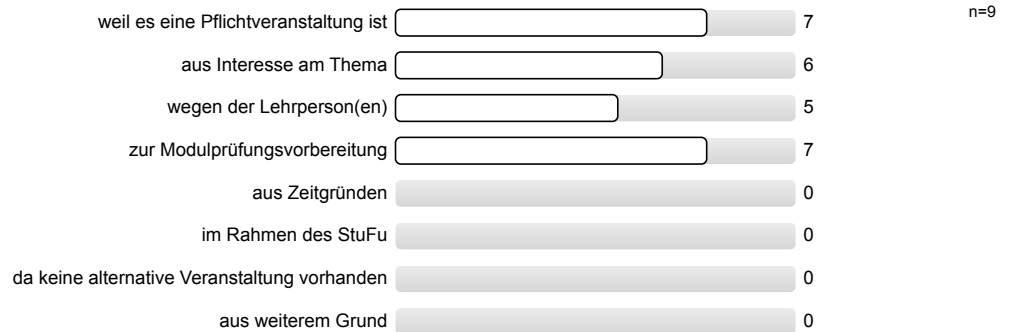 weil es eine Pflichtveranstaltung ist 7 n=9
aus Interesse am Thema 6
wegen der Lehrperson(en) 5
zur Modulprüfungsvorbereitung 7
aus Zeitgründen 0
im Rahmen des StuFu 0
da keine alternative Veranstaltung vorhanden 0
aus weiterem Grund 0